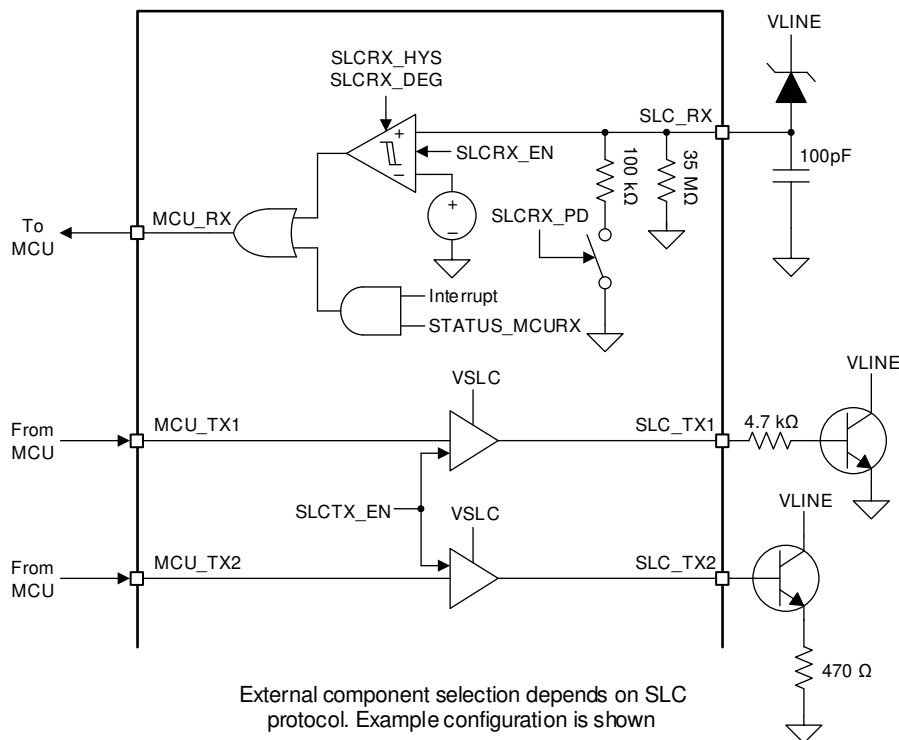 VLINE
SLCRX_HYS
SLCRX_DEG
SLC_RX
+
−
SLCRX_EN
100 kΩ
35 MΩ
100pF
+
−
SLCRX_PD
To
MCU
MCU_RX
Interrupt
STATUS_MCURX
VLINE
VSLC
From
MCU
MCU_TX1
SLC_TX1
4.7 kΩ
SLCTX_EN
VSLC
VLINE
From
MCU
MCU_TX2
SLC_TX2
470 Ω
External component selection depends on SLC
protocol. Example configuration is shown